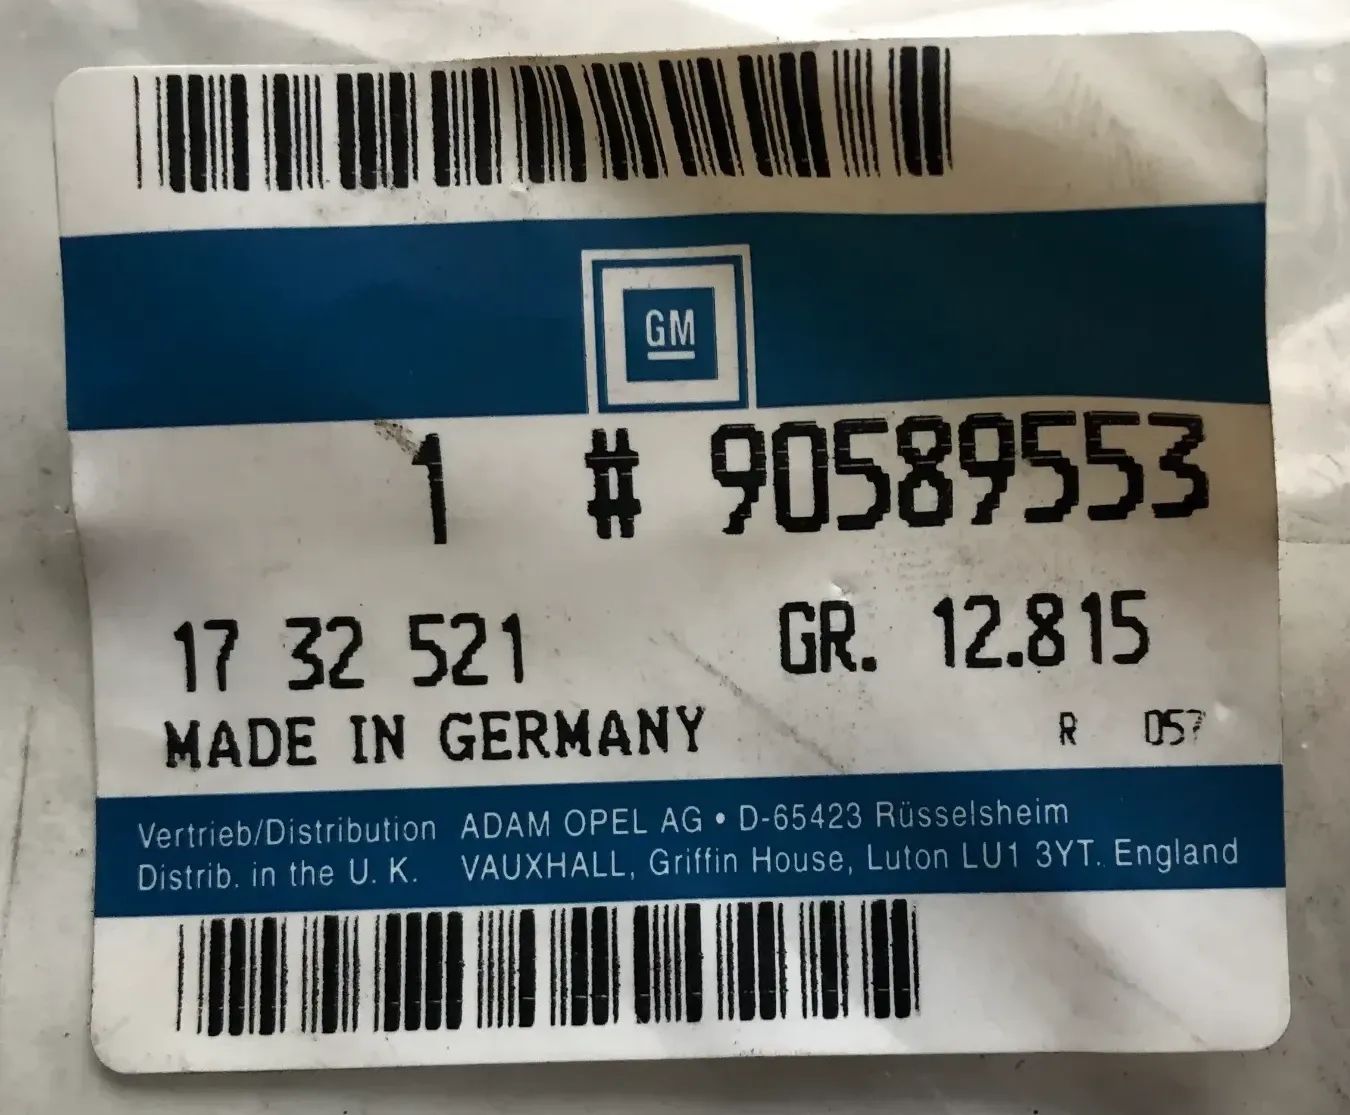 GM
1 # 90589553
17 32 521 GR. 12.815
MADE IN GERMANY R 057
Vertrieb/Distribution ADAM OPEL AG • D-65423 Rüsselsheim
Distrib. in the U. K. VAUXHALL, Griffin House, Luton LU1 3YT. England